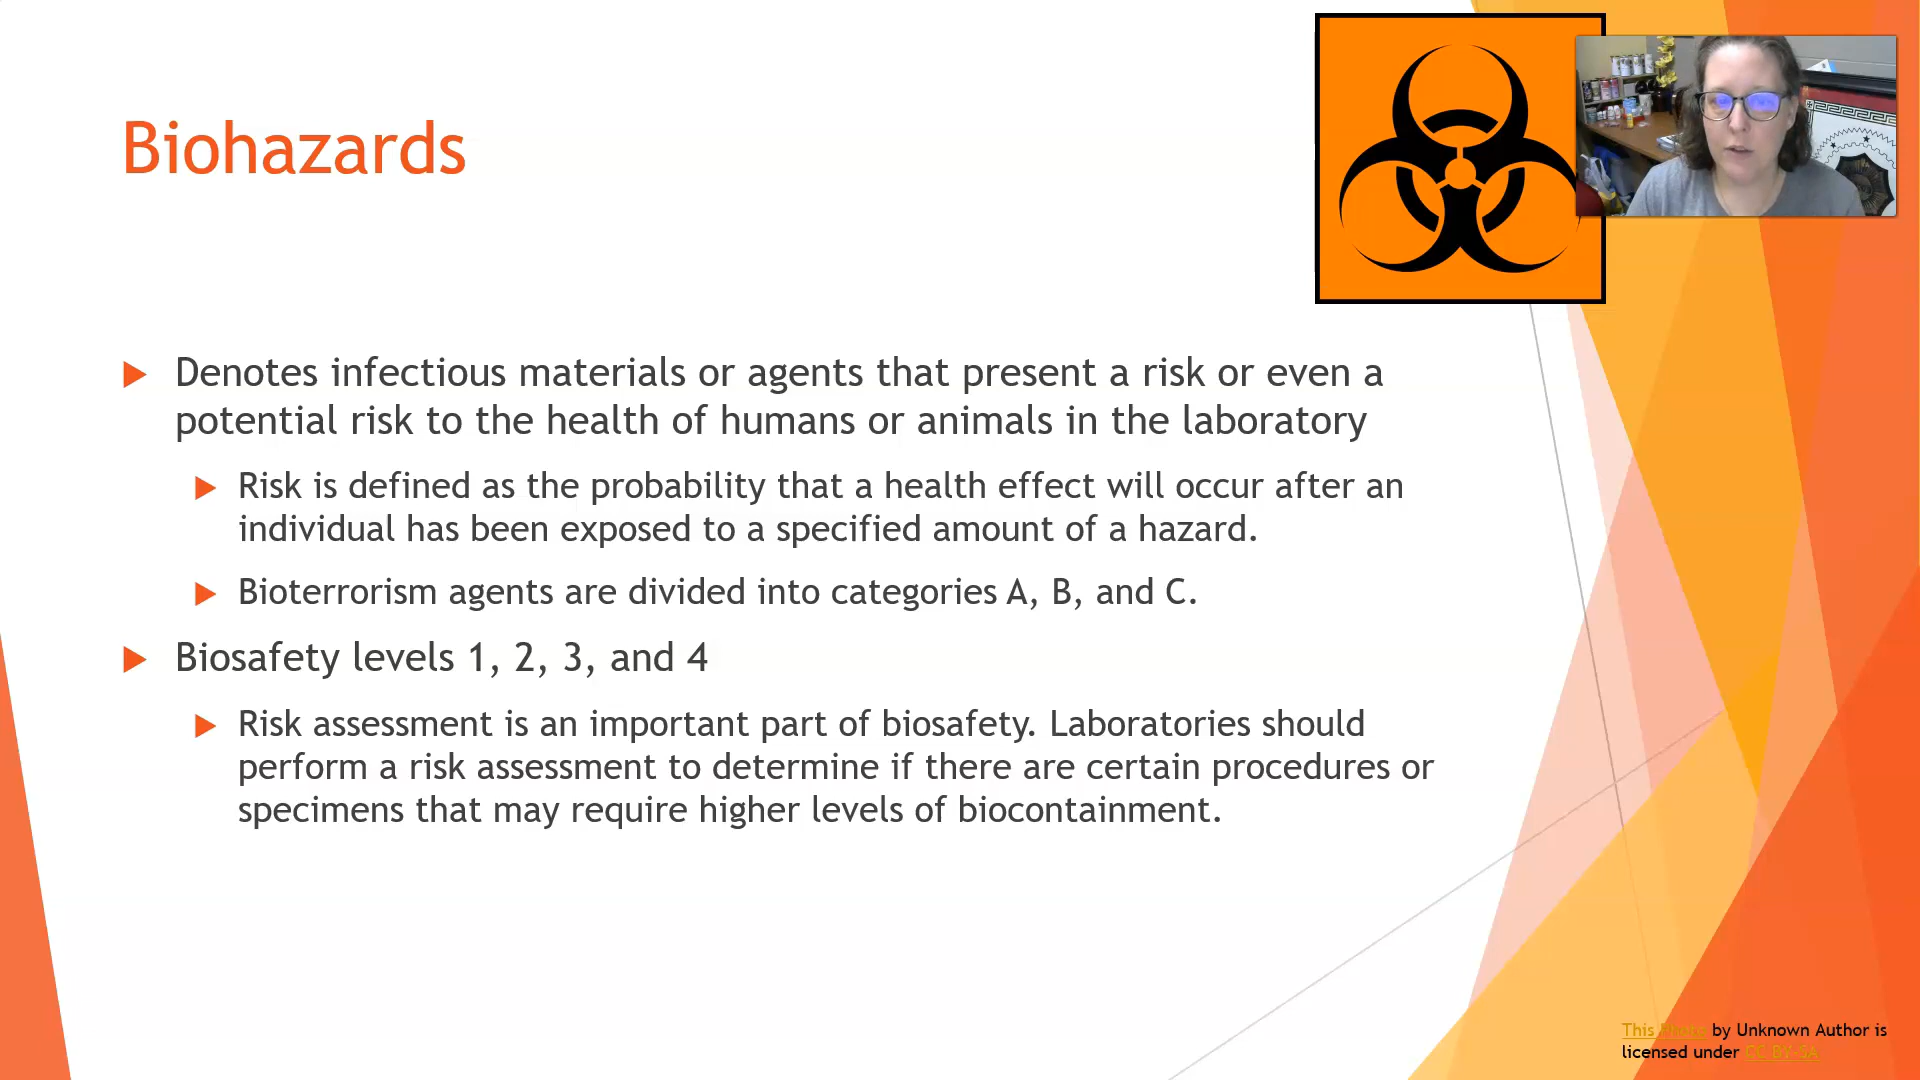 Biohazards
Denotes infectious materials or agents that present a risk or even a
potential risk to the health of humans or animals in the laboratory
Risk is defined as the probability that a health effect will occur after an
individual has been exposed to a specified amount of a hazard.
Bioterrorism agents are divided into categories A, B, and C.
Biosafety levels 1, 2, 3, and 4
Risk assessment is an important part of biosafety. Laboratories should
perform a risk assessment to determine if there are certain procedures or
specimens that may require higher levels of biocontainment.
This Photo by Unknown Author is
licensed under CC BY-SA